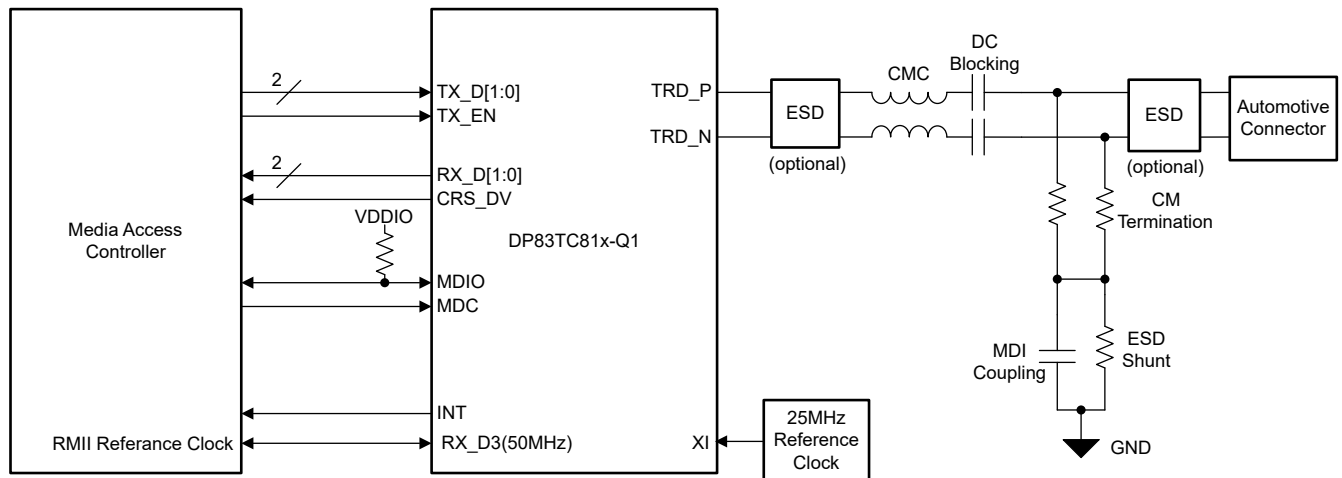 Media Access
Controller
RMII Referance Clock
2
2
VDDIO
TX_D[1:0]
TX_EN
RX_D[1:0]
CRS_DV
MDIO
MDC
INT
RX_D3(50MHz)
DP83TC81x-Q1
TRD_P
TRD_N
XI
25MHz
Reference
Clock
ESD
(optional)
CMC
DC
Blocking
ESD
(optional)
Automotive
Connector
CM
Termination
MDI
Coupling
ESD
Shunt
GND